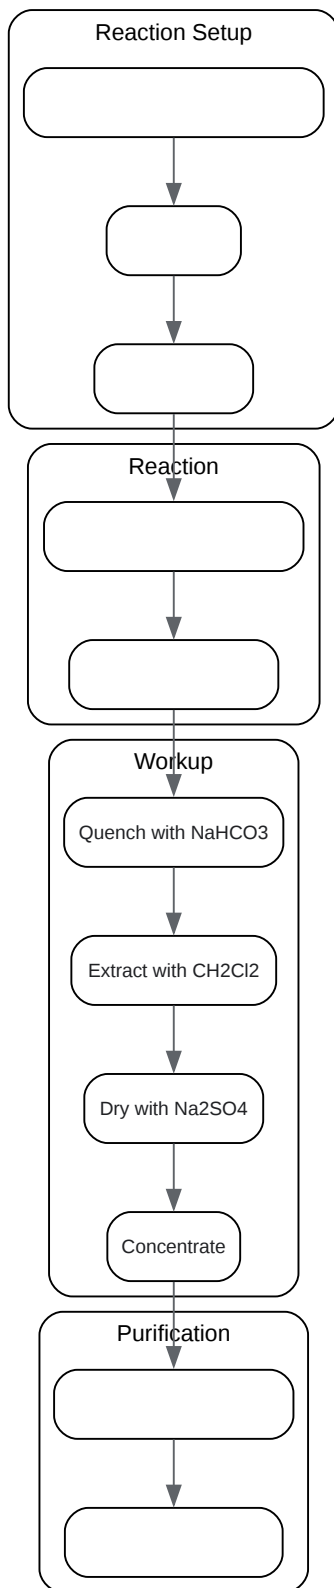 Reaction Setup
Reaction
Workup
Quench with NaHCO3
Extract with CH2Cl2
Dry with Na2SO4
Concentrate
Purification